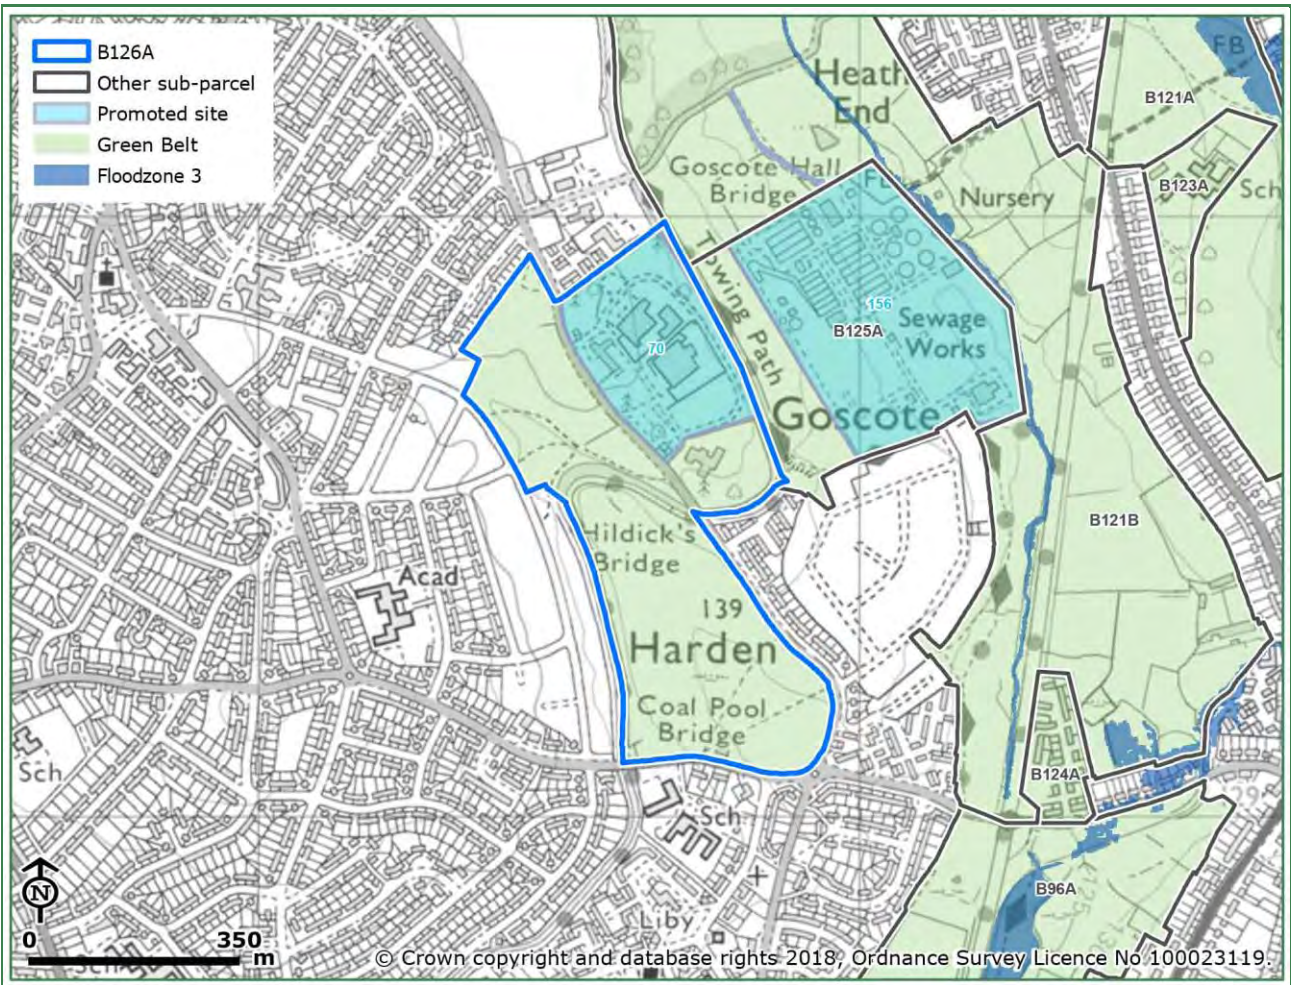 B126A
Other sub-parcel
Promoted site
Green Belt
Floodzone 3
Heath
End
FB
B121A
Goscote Hall
Bridge
Nursery
B123A
Sch
Towing Path
156
B125A
Sewage
Works
70
Goscote
B121B
Hildick's
Bridge
Acad
139
Harden
Coal Pool
Bridge
Sch
B124A
Sch
29
B96A
Liby
N
0 350
m
© Crown copyright and database rights 2018, Ordnance Survey Licence No 100023119.